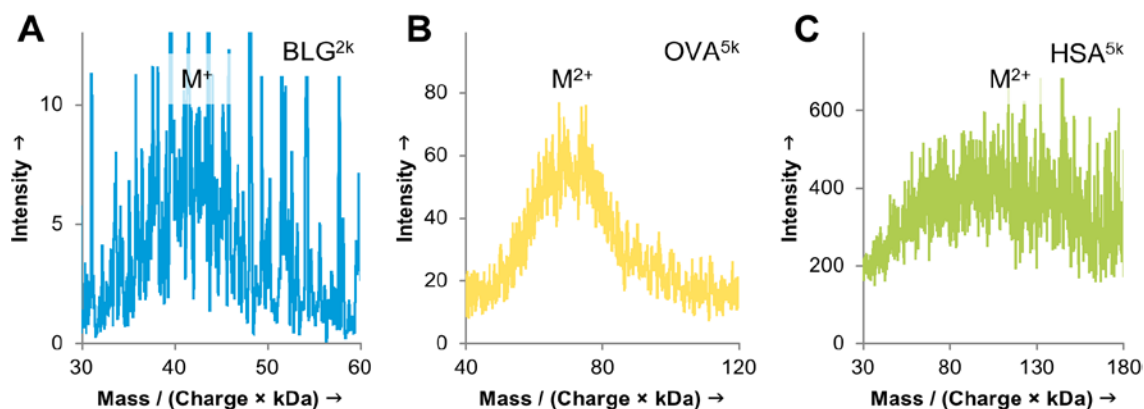 A
BLG2k
M+
10
5
0
30
40
50
60
Intensity →
Mass / (Charge × kDa) →
B
OVA5k
M2+
80
60
40
20
0
40
80
120
Intensity →
Mass / (Charge × kDa) →
C
HSA5k
M2+
600
400
200
0
30
80
130
180
Intensity →
Mass / (Charge × kDa) →